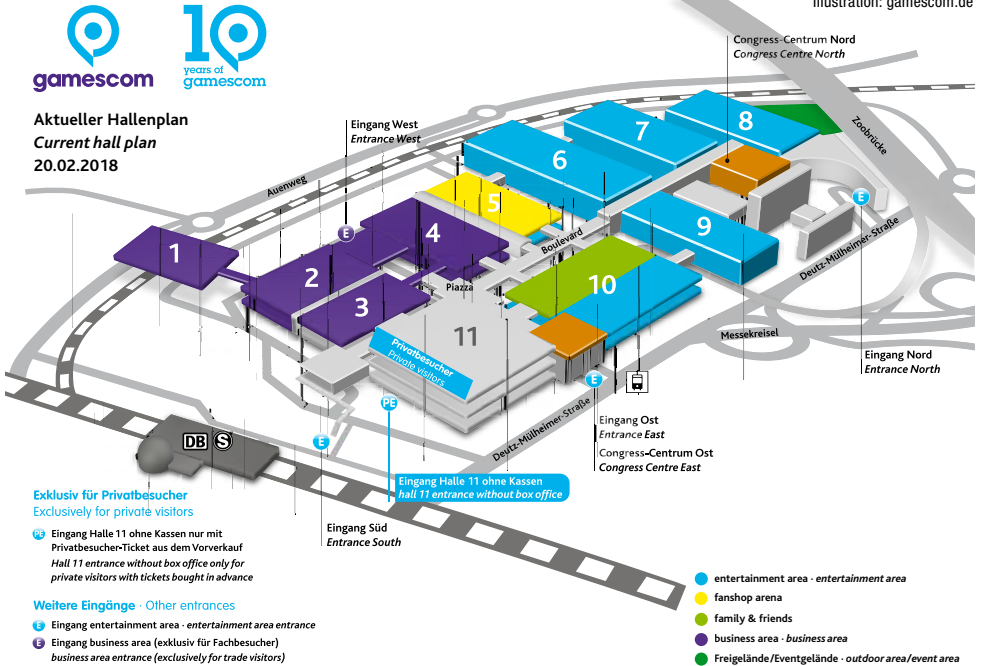 Illustration: gamescom.de
gamescom
10
years of
gamescom
Aktueller Hallenplan
Current hall plan
20.02.2018
Congress-Centrum Nord
Congress Centre North
Eingang West
Entrance West
Auenweg
Zoobrücke
8
7
6
5
4
9
1
2
3
10
11
E
E
Boulevard
Piazza
Deutz-Mülheimer-Straße
Messekreisel
Privatbesucher
Private visitors
Eingang Nord
Entrance North
E
PE
Eingang Ost
Entrance East
Congress-Centrum Ost
Congress Centre East
Deutz-Mülheimer-Straße
DB S
E
Eingang Halle 11 ohne Kassen
hall 11 entrance without box office
Eingang Süd
Entrance South
Exklusiv für Privatbesucher
Exclusively for private visitors
PE Eingang Halle 11 ohne Kassen nur mit
Privatbesucher-Ticket aus dem Vorverkauf
Hall 11 entrance without box office only for
private visitors with tickets bought in advance
Weitere Eingänge · Other entrances
E Eingang entertainment area · entertainment area entrance
E Eingang business area (exklusiv für Fachbesucher)
business area entrance (exclusively for trade visitors)
entertainment area · entertainment area
fanshop arena
family & friends
business area · business area
Freigelände/Eventgelände · outdoor area/event area